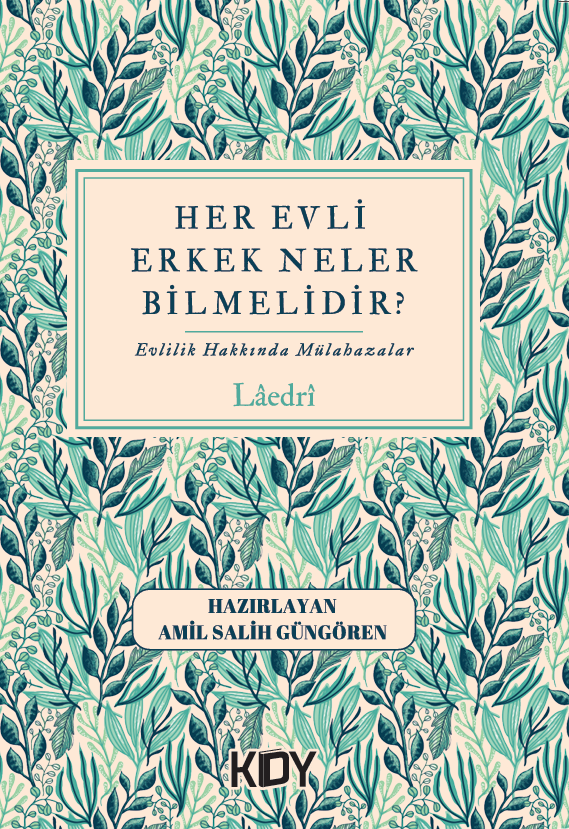 HER EVLİ
ERKEK NELER
BİLMELİDİR?
Evlilik Hakkında Mülahazalar
Lâedrî
HAZIRLAYAN
AMİL SALİH GÜNGÖREN
KDY